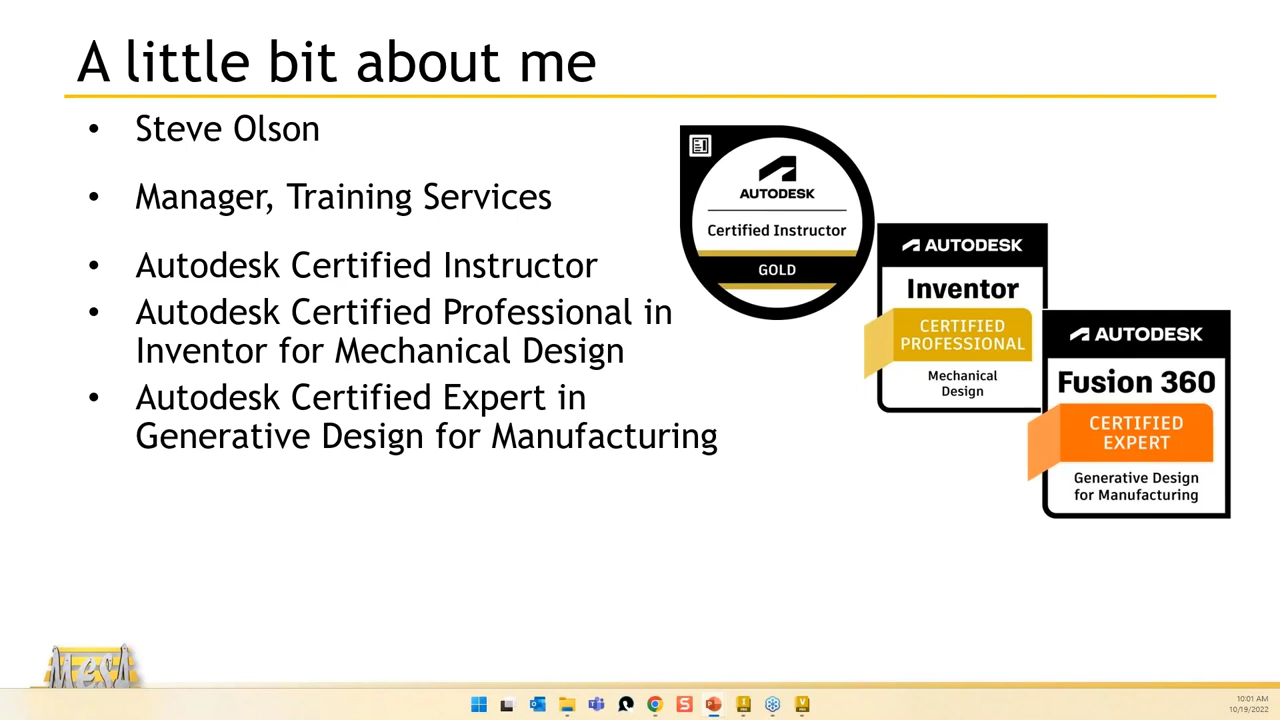 A little bit about me
• Steve Olson
• Manager, Training Services
• Autodesk Certified Instructor
• Autodesk Certified Professional in
Inventor for Mechanical Design
• Autodesk Certified Expert in
Generative Design for Manufacturing
AUTODESK
Certified Instructor
GOLD
AUTODESK
Inventor
CERTIFIED
PROFESSIONAL
Mechanical
Design
AUTODESK
Fusion 360
CERTIFIED
EXPERT
Generative Design
for Manufacturing
MESA
10:01 AM
10/19/2022